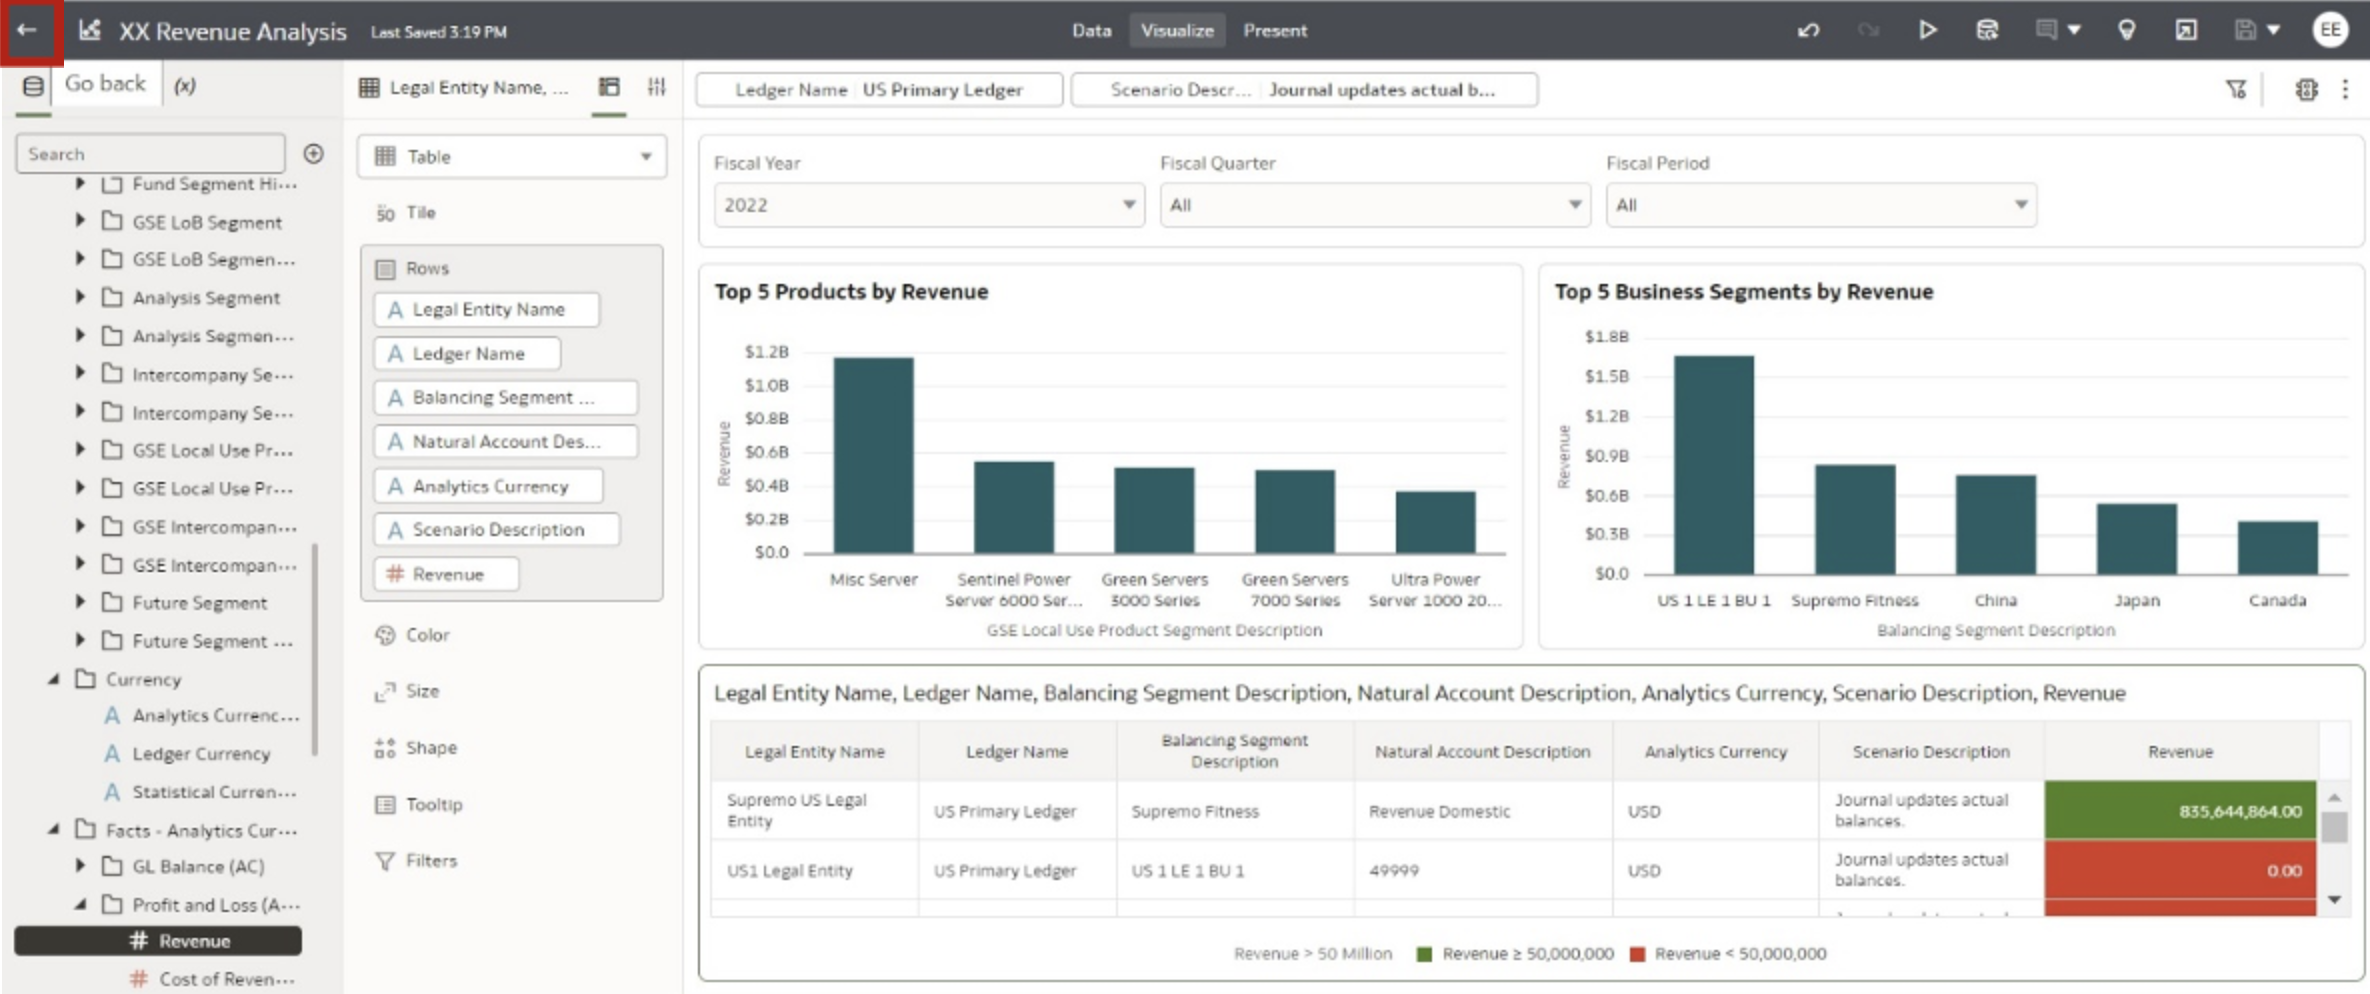 XX Revenue Analysis Last Saved 3:19 PM Data Visualize Present EE
Go back (x)
Search
Fund Segment Hi...
GSE LoB Segment
GSE LoB Segmen...
Analysis Segment
Analysis Segmen...
Intercompany Se...
Intercompany Se...
GSE Local Use Pr...
GSE Local Use Pr...
GSE Intercompan...
GSE Intercompan...
Future Segment
Future Segment ...
Currency
A Analytics Currenc...
A Ledger Currency
A Statistical Curren...
Facts - Analytics Cur...
GL Balance (AC)
Profit and Loss (A...
# Revenue
# Cost of Reven...
Legal Entity Name, ...
Table
50 Tile
Rows
A Legal Entity Name
A Ledger Name
A Balancing Segment ...
A Natural Account Des...
A Analytics Currency
A Scenario Description
# Revenue
Color
Size
Shape
Tooltip
Filters
Ledger Name US Primary Ledger Scenario Descr... Journal updates actual b...
Fiscal Year Fiscal Quarter Fiscal Period
2022 All All
Top 5 Products by Revenue
$1.2B
$1.0B
$0.8B
$0.6B
$0.4B
$0.2B
$0.0
Revenue
Misc Server
Sentinel Power
Server 6000 Ser...
Green Servers
3000 Series
Green Servers
7000 Series
Ultra Power
Server 1000 20...
GSE Local Use Product Segment Description
Top 5 Business Segments by Revenue
$1.8B
$1.5B
$1.2B
$0.9B
$0.6B
$0.3B
$0.0
Revenue
US 1 LE 1 BU 1 Supremo Fitness China Japan Canada
Balancing Segment Description
Legal Entity Name, Ledger Name, Balancing Segment Description, Natural Account Description, Analytics Currency, Scenario Description, Revenue
Legal Entity Name
Ledger Name
Balancing Segment
Description
Natural Account Description
Analytics Currency
Scenario Description
Revenue
Supremo US Legal
Entity
US Primary Ledger
Supremo Fitness
Revenue Domestic
USD
Journal updates actual
balances.
835,644,864.00
US1 Legal Entity
US Primary Ledger
US 1 LE 1 BU 1
49999
USD
Journal updates actual
balances.
0.00
Revenue > 50 Million Revenue ≥ 50,000,000 Revenue < 50,000,000